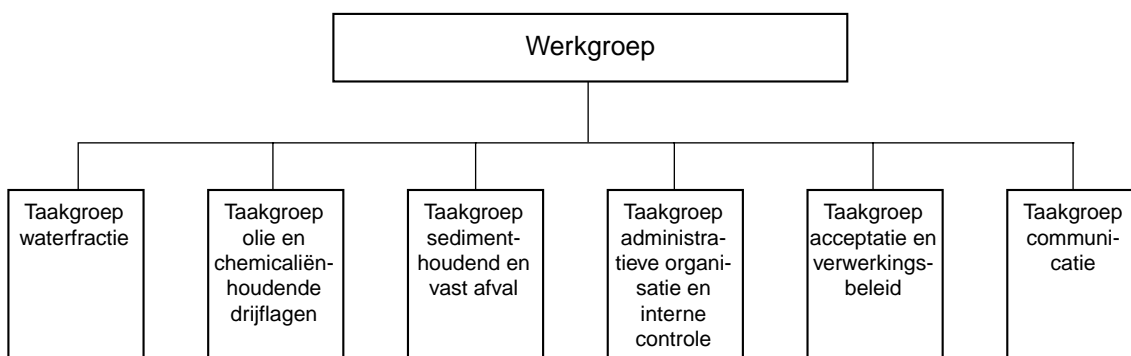 Werkgroep
Taakgroep
waterfractie
Taakgroep
olie en
chemicaliën-
houdende
drijflagen
Taakgroep
sediment-
houdend en
vast afval
Taakgroep
administra-
tieve organi-
satie en
interne
controle
Taakgroep
acceptatie en
verwerkings-
beleid
Taakgroep
communi-
catie